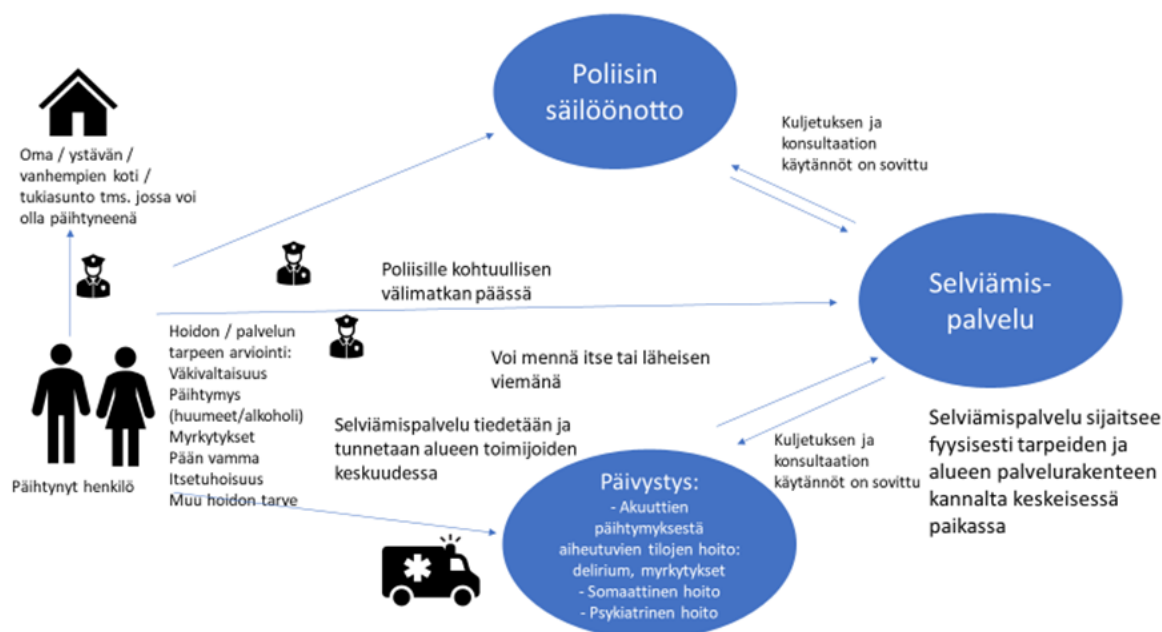 Poliisin
säilöönotto
Kuljetuksen ja
konsultaation
käytännöt on sovittu
Oma / ystävän /
vanhempien koti /
tukiasunto tms. jossa voi
olla päihtyneenä
Poliisille kohtuullisen
välimatkan päässä
Selviämis-
palvelu
Hoidon / palvelun
tarpeen arviointi:
Väkivaltaisuus
Päihtymys
(huumeet/alkoholi)
Myrkytykset
Pään vamma
Itsetuhoisuus
Muu hoidon tarve
Päihtynyt henkilö
Voi mennä itse tai läheisen
viemänä
Selviämispalvelu tiedetään ja
tunnetaan alueen toimijoiden
keskuudessa
Kuljetuksen ja
konsultaation
käytännöt on sovittu
Selviämispalvelu sijaitsee
fyysisesti tarpeiden ja
alueen palvelurakenteen
kannalta keskeisessä
paikassa
Päivystys:
- Akuuttien
päihtymyksestä
aiheutuvien tilojen hoito:
delirium, myrkytykset
- Somaattinen hoito
- Psykiatrinen hoito